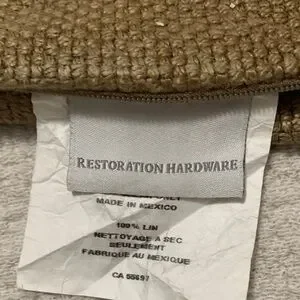 RESTORATION HARDWARE
MADE IN MEXICO
100% LIN
NETTOYAGE A SEC
SEULEMENT
FABRIQUE AU MEXIQUE
CA 55697